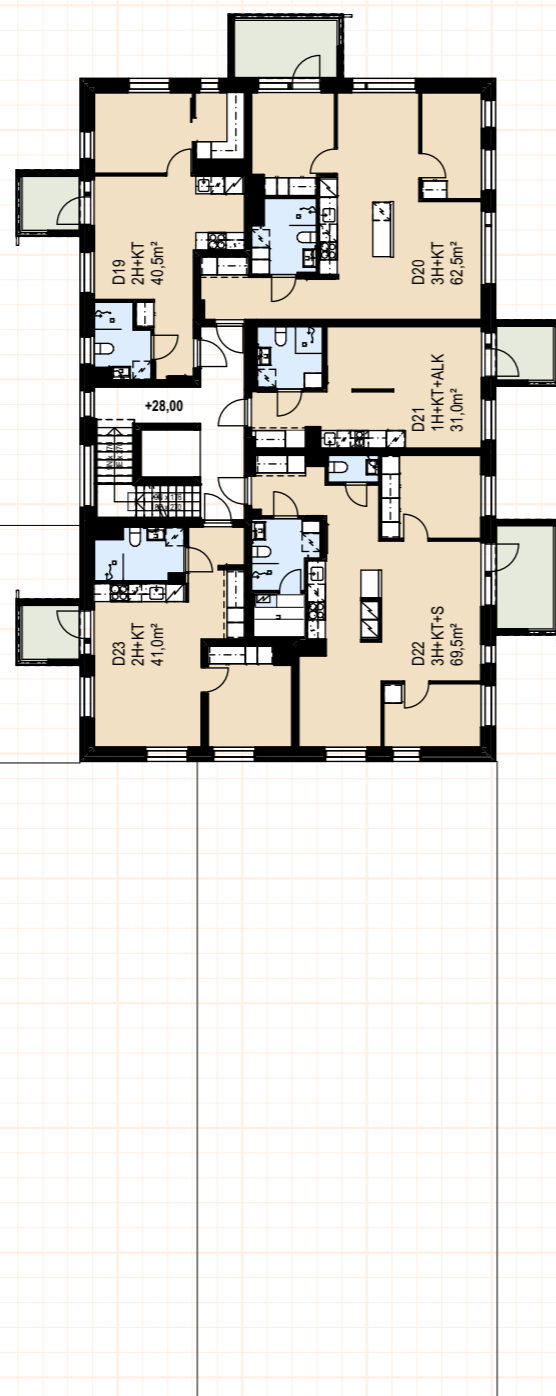 D19
2H+KT
40,5m²
D20
3H+KT
62,5m²
D21
1H+KT+ALK
31,0m²
+28,00
D23
2H+KT
41,0m²
D22
3H+KT+S
69,5m²